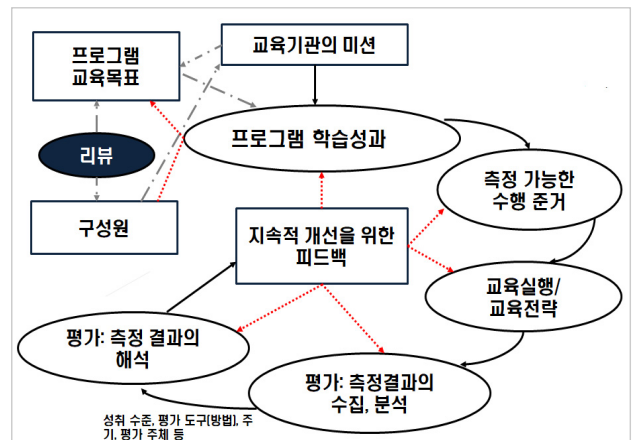 교육기관의 미션
프로그램
교육목표
프로그램 학습성과
리뷰
측정 가능한
수행 준거
구성원
지속적 개선을 위한
피드백
교육실행/
교육전략
평가: 측정 결과의
해석
평가: 측정결과의
수집, 분석
성취 수준, 평가 도구(방법), 주
기, 평가 주체 등